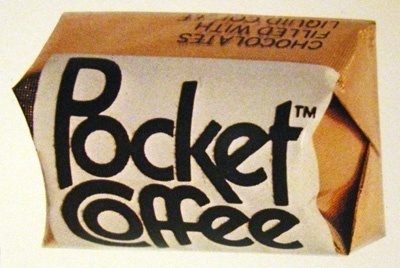 CHOCOLATES
FILLED WITH
LIQUID COFFEE
Pocket™
Coffee